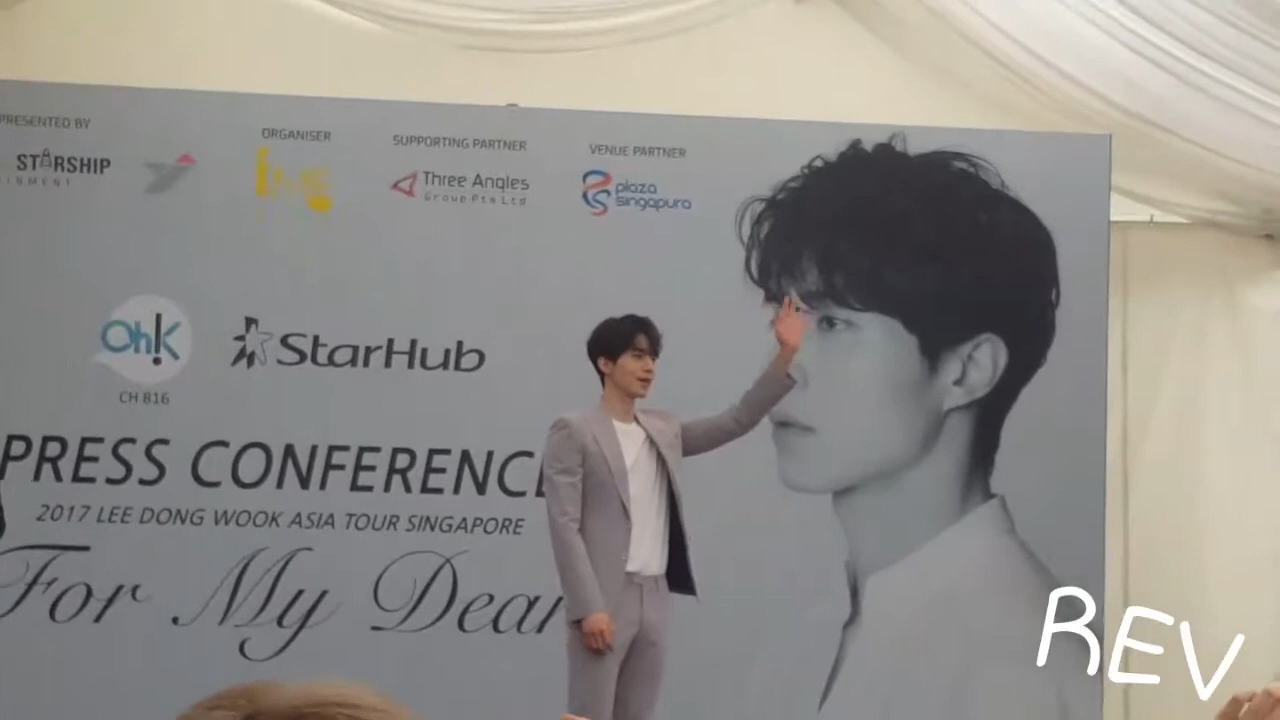 PRESENTED BY
STARSHIP
ORGANISER
SUPPORTING PARTNER
Three Angles
Group Pte Ltd
VENUE PARTNER
plaza
singapura
Oh!K
CH 816
StarHub
PRESS CONFERENC
2017 LEE DONG WOOK ASIA TOUR SINGAPORE
For My Dear
REV